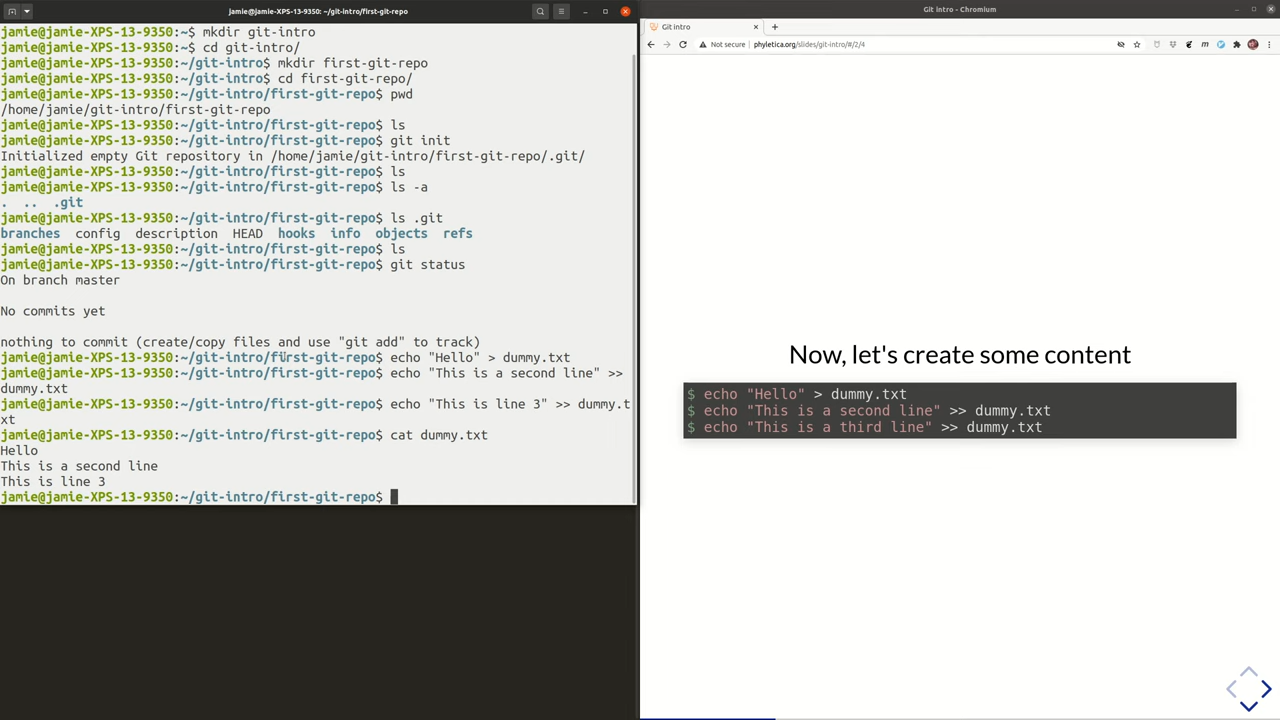 jamie@jamie-XPS-13-9350: ~/git-intro/first-git-repo
jamie@jamie-XPS-13-9350:~$ mkdir git-intro
jamie@jamie-XPS-13-9350:~$ cd git-intro/
jamie@jamie-XPS-13-9350:~/git-intro$ mkdir first-git-repo
jamie@jamie-XPS-13-9350:~/git-intro$ cd first-git-repo/
jamie@jamie-XPS-13-9350:~/git-intro/first-git-repo$ pwd
/home/jamie/git-intro/first-git-repo
jamie@jamie-XPS-13-9350:~/git-intro/first-git-repo$ ls
jamie@jamie-XPS-13-9350:~/git-intro/first-git-repo$ git init
Initialized empty Git repository in /home/jamie/git-intro/first-git-repo/.git/
jamie@jamie-XPS-13-9350:~/git-intro/first-git-repo$ ls
jamie@jamie-XPS-13-9350:~/git-intro/first-git-repo$ ls -a
. .. .git
jamie@jamie-XPS-13-9350:~/git-intro/first-git-repo$ ls .git
branches config description HEAD hooks info objects refs
jamie@jamie-XPS-13-9350:~/git-intro/first-git-repo$ ls
jamie@jamie-XPS-13-9350:~/git-intro/first-git-repo$ git status
On branch master
No commits yet
nothing to commit (create/copy files and use "git add" to track)
jamie@jamie-XPS-13-9350:~/git-intro/first-git-repo$ echo "Hello" > dummy.txt
jamie@jamie-XPS-13-9350:~/git-intro/first-git-repo$ echo "This is a second line" >>
dummy.txt
jamie@jamie-XPS-13-9350:~/git-intro/first-git-repo$ echo "This is line 3" >> dummy.t
xt
jamie@jamie-XPS-13-9350:~/git-intro/first-git-repo$ cat dummy.txt
Hello
This is a second line
This is line 3
jamie@jamie-XPS-13-9350:~/git-intro/first-git-repo$
Git intro - Chromium
Git intro
Not secure | phyletica.org/slides/git-intro/#/2/4
Now, let's create some content
$ echo "Hello" > dummy.txt
$ echo "This is a second line" >> dummy.txt
$ echo "This is a third line" >> dummy.txt